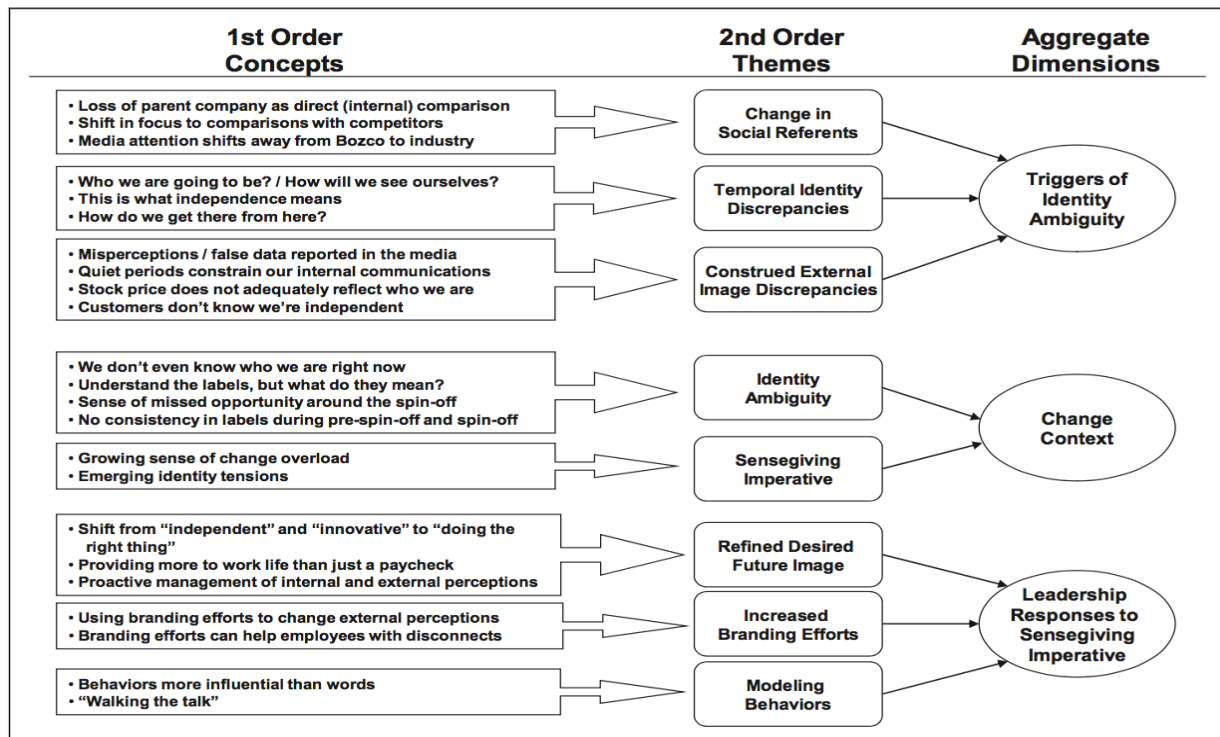 1st Order
Concepts
2nd Order
Themes
Aggregate
Dimensions
• Loss of parent company as direct (internal) comparison
• Shift in focus to comparisons with competitors
• Media attention shifts away from Bozco to industry
Change in
Social Referents
• Who we are going to be? / How will we see ourselves?
• This is what independence means
• How do we get there from here?
Temporal Identity
Discrepancies
Triggers of
Identity
Ambiguity
• Misperceptions / false data reported in the media
• Quiet periods constrain our internal communications
• Stock price does not adequately reflect who we are
• Customers don't know we're independent
Construed External
Image Discrepancies
• We don't even know who we are right now
• Understand the labels, but what do they mean?
• Sense of missed opportunity around the spin-off
• No consistency in labels during pre-spin-off and spin-off
Identity
Ambiguity
Change
Context
• Growing sense of change overload
• Emerging identity tensions
Sensegiving
Imperative
• Shift from “independent” and “innovative” to “doing the
right thing”
• Providing more to work life than just a paycheck
• Proactive management of internal and external perceptions
Refined Desired
Future Image
• Using branding efforts to change external perceptions
• Branding efforts can help employees with disconnects
Increased
Branding Efforts
Leadership
Responses to
Sensegiving
Imperative
• Behaviors more influential than words
• “Walking the talk”
Modeling
Behaviors